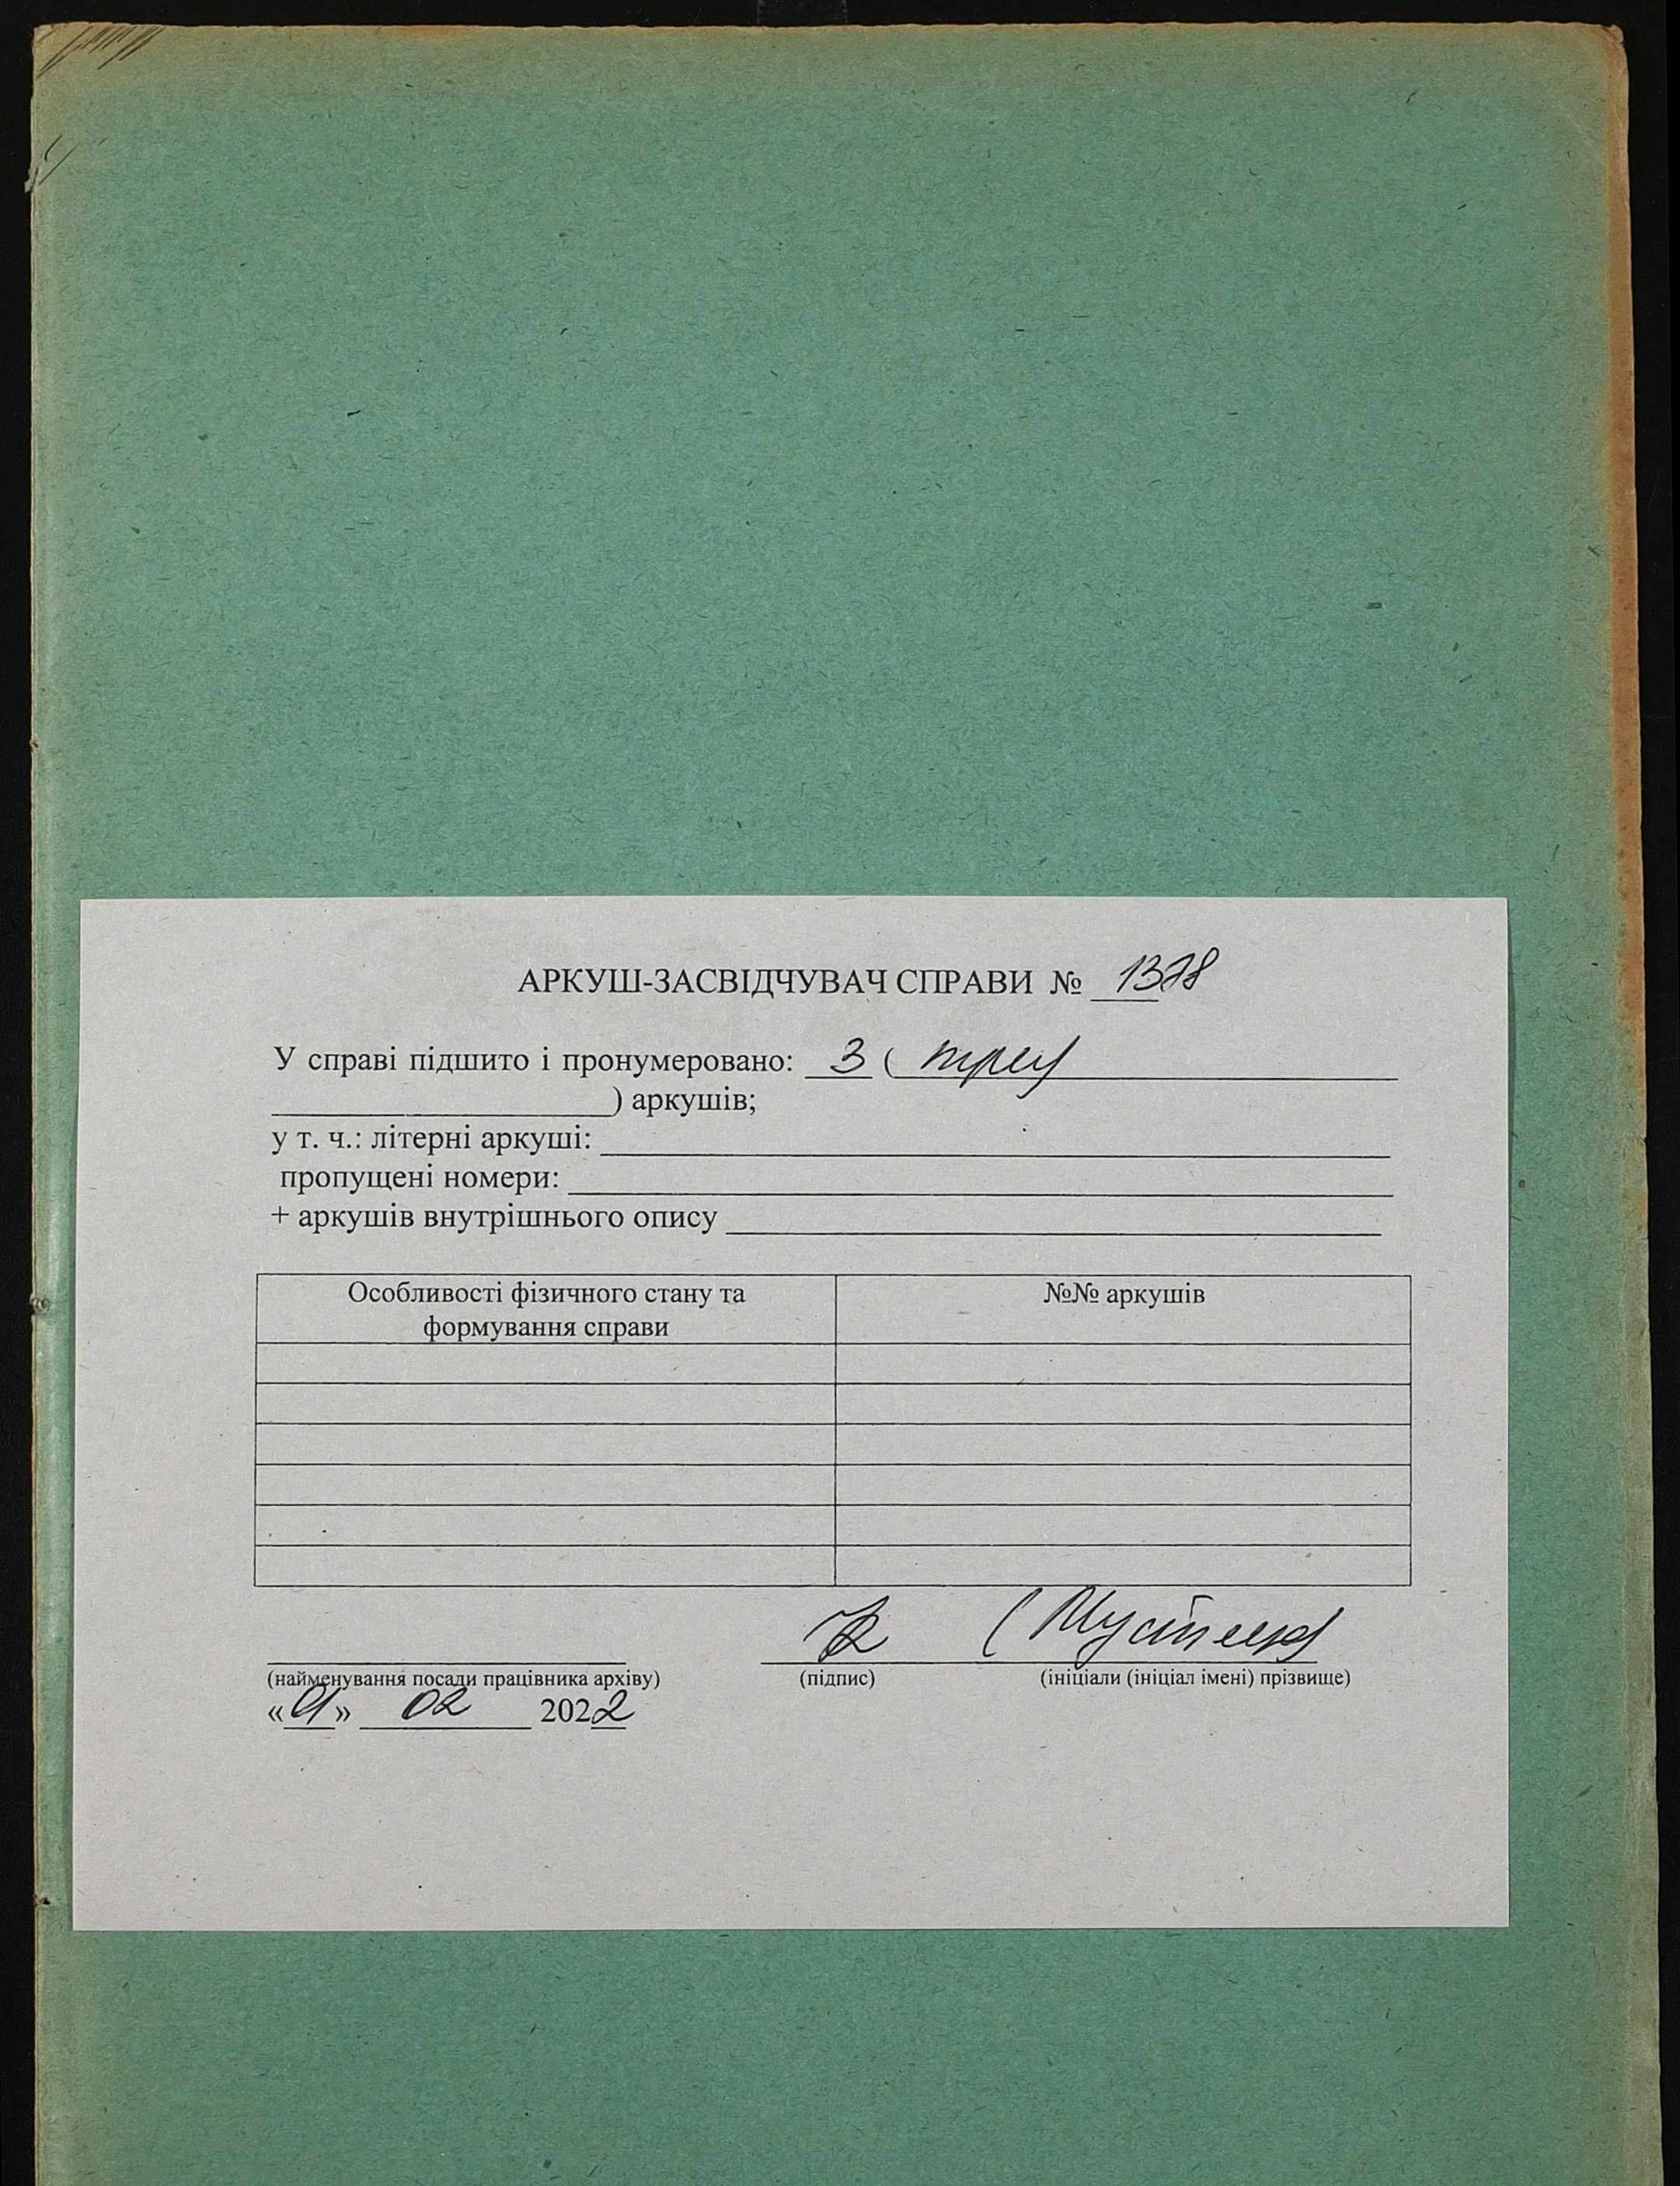 АРКУШ-ЗАСВІДЧУВАЧ СПРАВИ № 1378
У справі підшито і пронумеровано: 3 ( три
) аркушів;
у т. ч.: літерні аркуші:
пропущені номери:
+ аркушів внутрішнього опису
Особливості фізичного стану та
формування справи
№№ аркушів
(
(найменування посади працівника архіву) (підпис) (ініціали (ініціал імені) прізвище)
«01» 02 2022